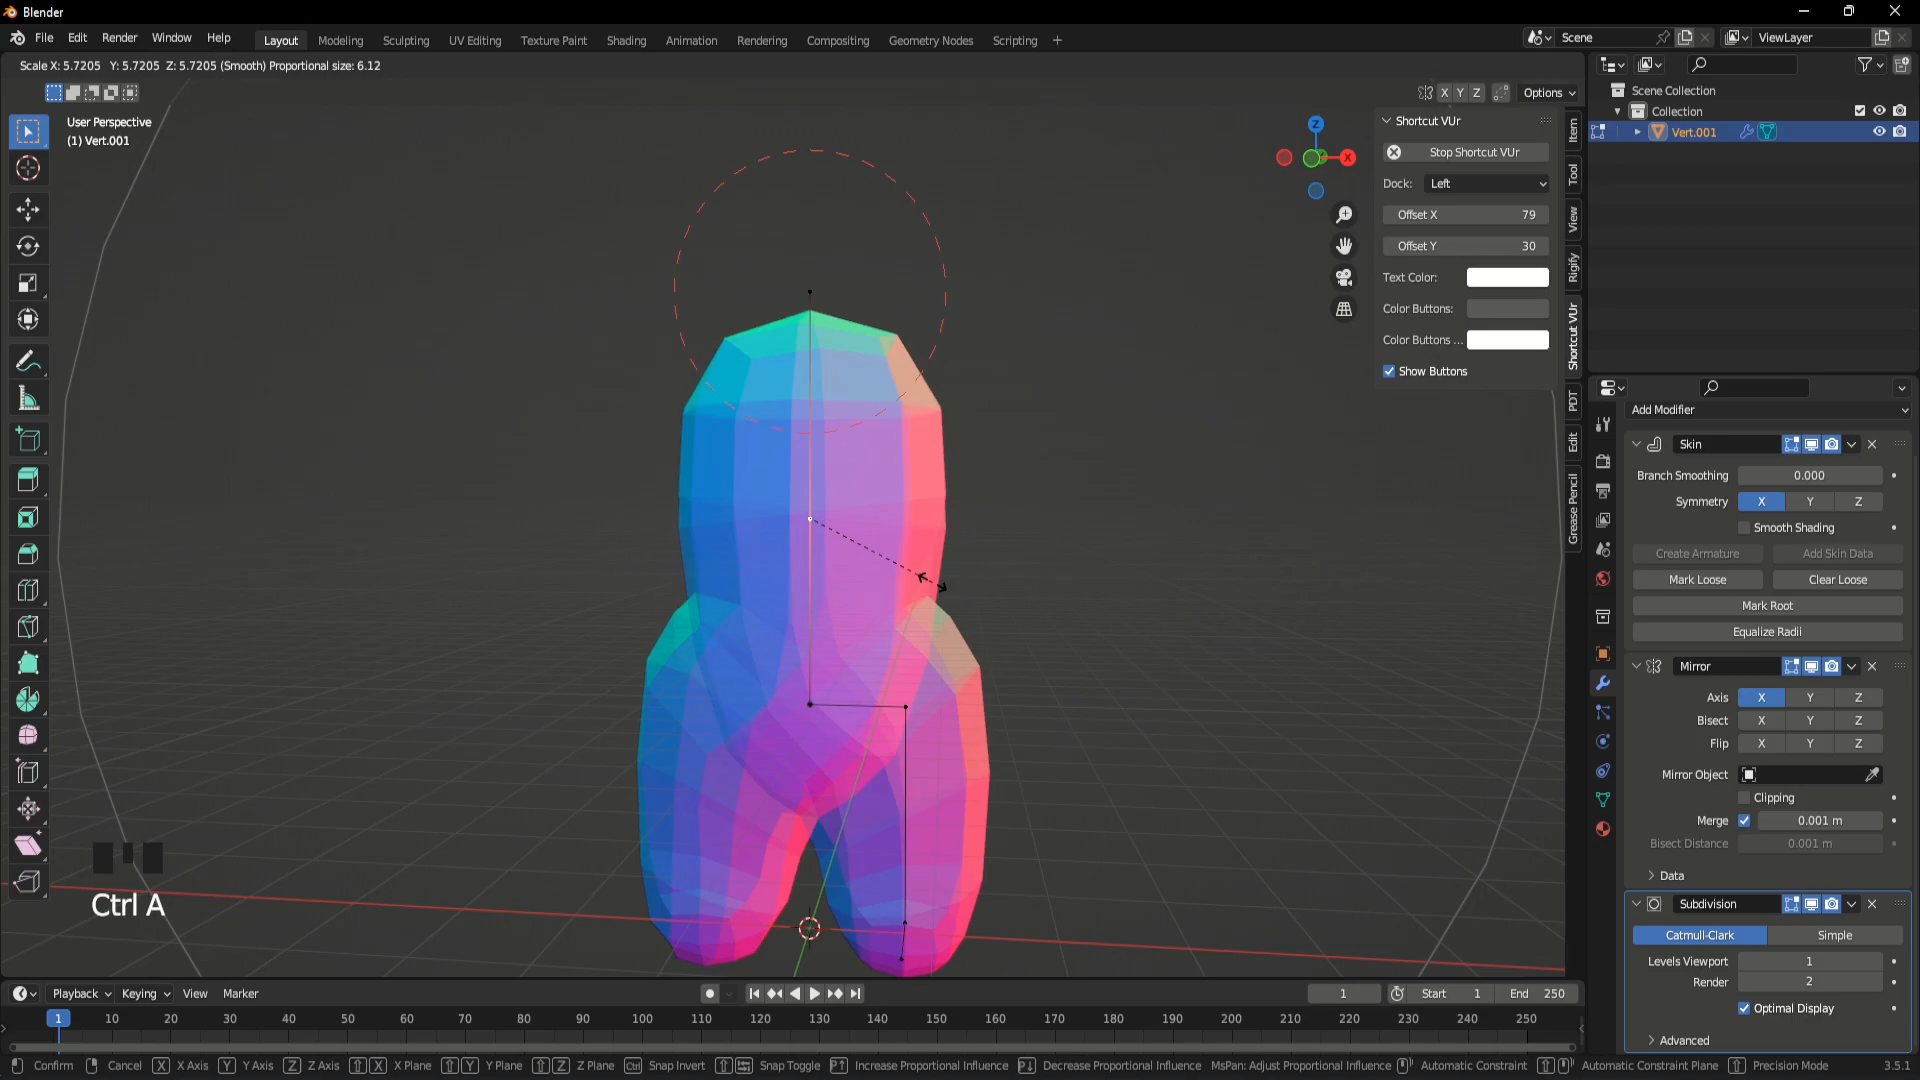 Blender
File Edit Render Window Help
Layout Modeling Sculpting UV Editing Texture Paint Shading Animation Rendering Compositing Geometry Nodes Scripting +
Scene
ViewLayer
Scale X: 5.7205 Y: 5.7205 Z: 5.7205 (Smooth) Proportional size: 6.12
X Y Z Options
User Perspective
(1) Vert.001
Z
X
Shortcut VUr
Stop Shortcut VUr
Dock: Left
Offset X 79
Offset Y 30
Text Color:
Color Buttons:
Color Buttons ...
Show Buttons
Item
Tool
View
Rigify
Shortcut VUr
PDT
Edit
Grease Pencil
Scene Collection
Collection
Vert.001
Add Modifier
Skin
Branch Smoothing 0.000
Symmetry X Y Z
Smooth Shading
Create Armature Add Skin Data
Mark Loose Clear Loose
Mark Root
Equalize Radii
Mirror
Axis X Y Z
Bisect X Y Z
Flip X Y Z
Mirror Object
Clipping
Merge 0.001 m
Bisect Distance 0.001 m
Data
Subdivision
Catmull-Clark Simple
Levels Viewport 1
Render 2
Optimal Display
Advanced
Ctrl A
Playback Keying View Marker
1 Start 1 End 250
1 10 20 30 40 50 60 70 80 90 100 110 120 130 140 150 160 170 180 190 200 210 220 230 240 250
Confirm Cancel X X Axis Y Y Axis Z Z Axis X X Plane Y Y Plane Z Z Plane Ctrl Snap Invert Snap Toggle Increase Proportional Influence Decrease Proportional Influence MsPan: Adjust Proportional Influence Automatic Constraint Automatic Constraint Plane Precision Mode 3.5.1